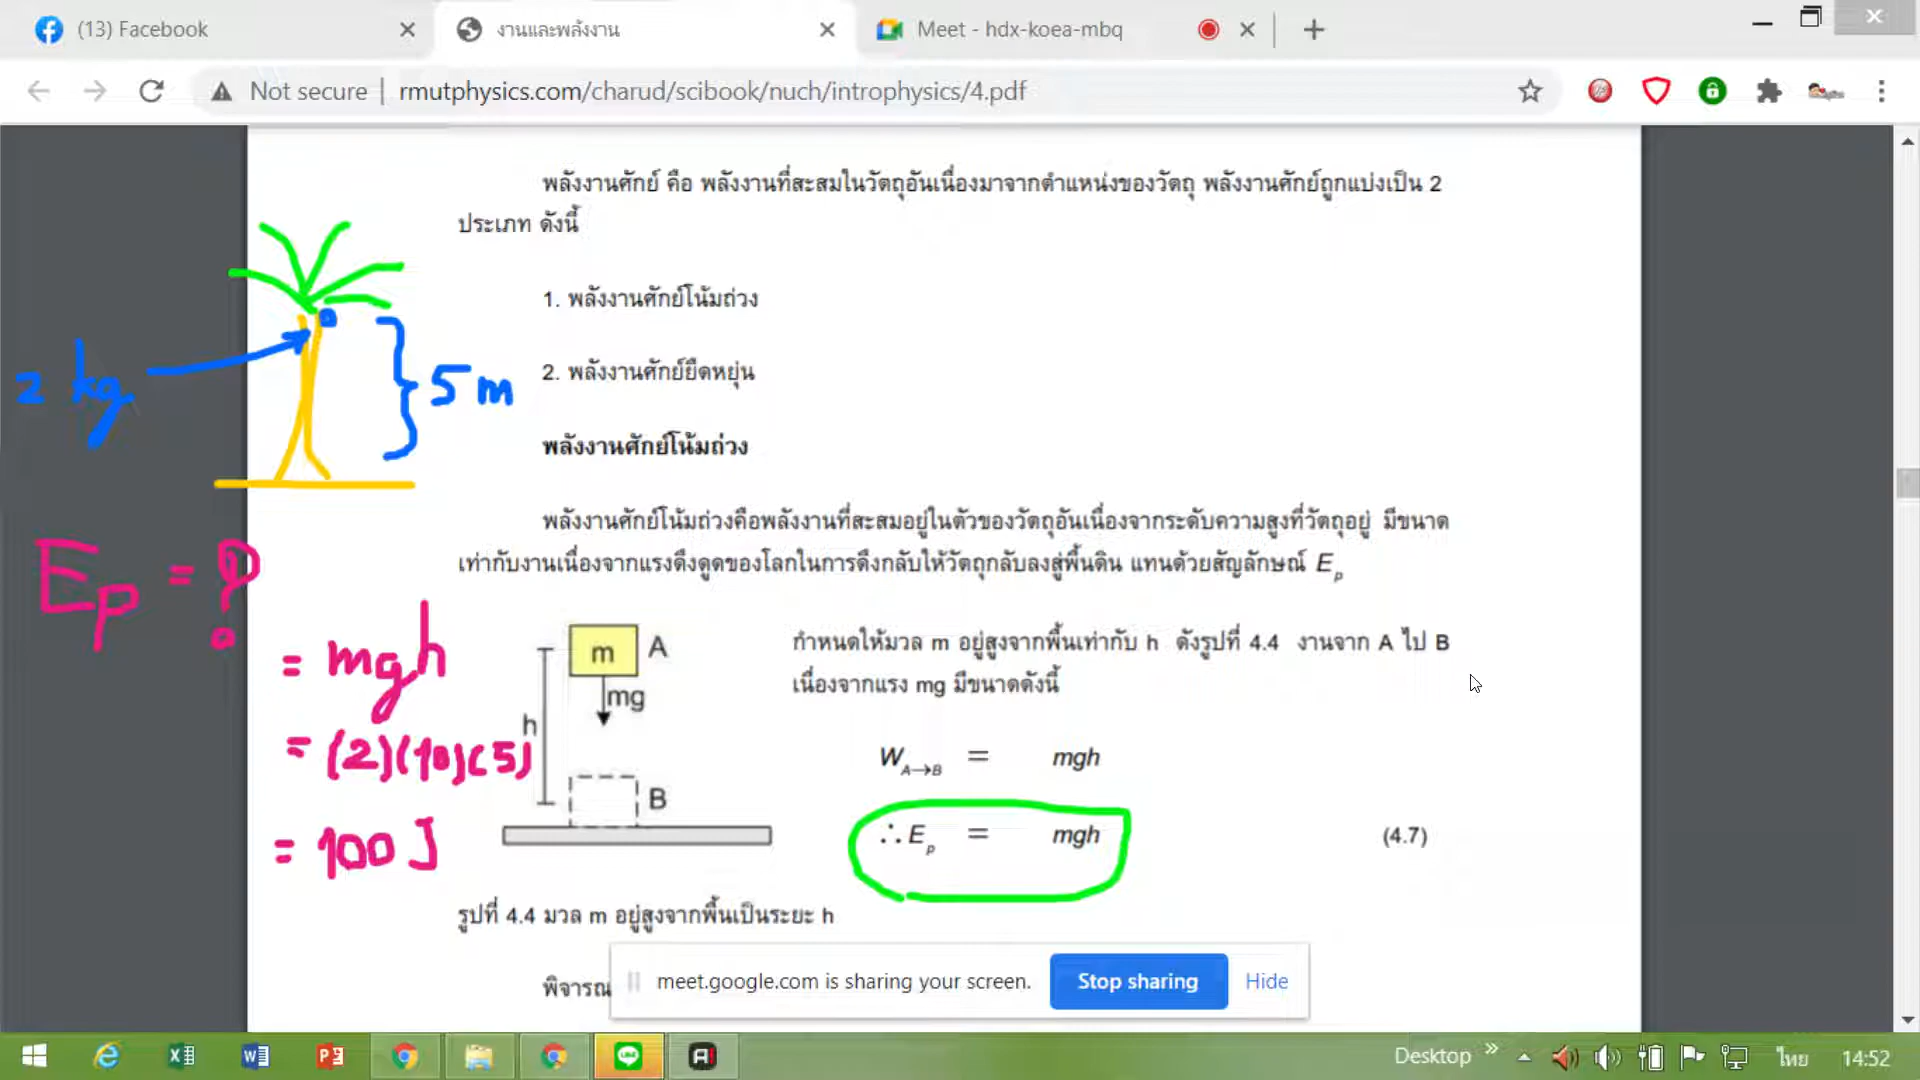 (13) Facebook
งานและพลังงาน
Meet - hdx-koea-mbq
Not secure
rmutphysics.com/charud/scibook/nuch/introphysics/4.pdf
พลังงานศักย์ คือ พลังงานที่สะสมในวัตถุอันเนื่องมาจากตำแหน่งของวัตถุ พลังงานศักย์ถูกแบ่งเป็น 2
ประเภท ดังนี้
1. พลังงานศักย์โน้มถ่วง
2. พลังงานศักย์ยืดหยุ่น
2 kg
5 m
พลังงานศักย์โน้มถ่วง
พลังงานศักย์โน้มถ่วงคือพลังงานที่สะสมอยู่ในตัวของวัตถุอันเนื่องจากระดับความสูงที่วัตถุอยู่ มีขนาด
เท่ากับงานเนื่องจากแรงดึงดูดของโลกในการดึงกลับให้วัตถุกลับลงสู่พื้นดิน แทนด้วยสัญลักษณ์ Ep
Ep = ?
= mgh
= (2)(10)(5)
= 100 J
m A
mg
h
B
กำหนดให้มวล m อยู่สูงจากพื้นเท่ากับ h ดังรูปที่ 4.4 งานจาก A ไป B
เนื่องจากแรง mg มีขนาดดังนี้
WA→B = mgh
∴ Ep = mgh (4.7)
รูปที่ 4.4 มวล m อยู่สูงจากพื้นเป็นระยะ h
พิจารณ
meet.google.com is sharing your screen.
Stop sharing
Hide
Desktop
ไทย
14:52